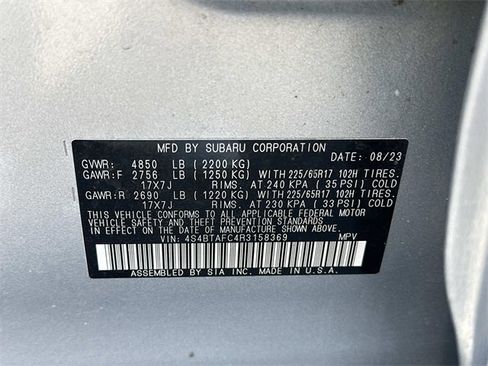 MFD BY SUBARU CORPORATION
DATE: 08/23
GVWR: 4850 LB ( 2200 KG)
GAWR:F 2756 LB ( 1250 KG) WITH 225/65R17 102H TIRES.
17X7J RIMS. AT 240 KPA ( 35 PSI) COLD
GAWR:R 2690 LB ( 1220 KG) WITH 225/65R17 102H TIRES.
17X7J RIMS. AT 230 KPA ( 33 PSI) COLD
THIS VEHICLE CONFORMS TO ALL APPLICABLE FEDERAL MOTOR
VEHICLE SAFETY AND THEFT PREVENTION STANDARDS
IN EFFECT ON THE DATE OF MANUFACTURE SHOWN ABOVE.
VIN: 4S4BTAFC4R3158369 MPV
ASSEMBLED BY SIA INC. MADE IN U.S.A.